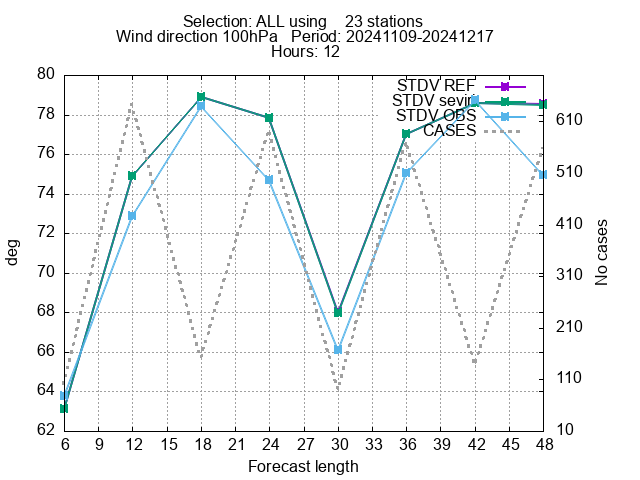 Selection: ALL using    23 stations
Wind direction 100hPa   Period: 20241109-20241217
Hours: 12
80
78
76
74
72
70
68
66
64
62
deg
STDV REF
STDV sevir
STDV OBS
CASES
610
510
410
310
210
110
10
No cases
6 9 12 15 18 21 24 27 30 33 36 39 42 45 48
Forecast length